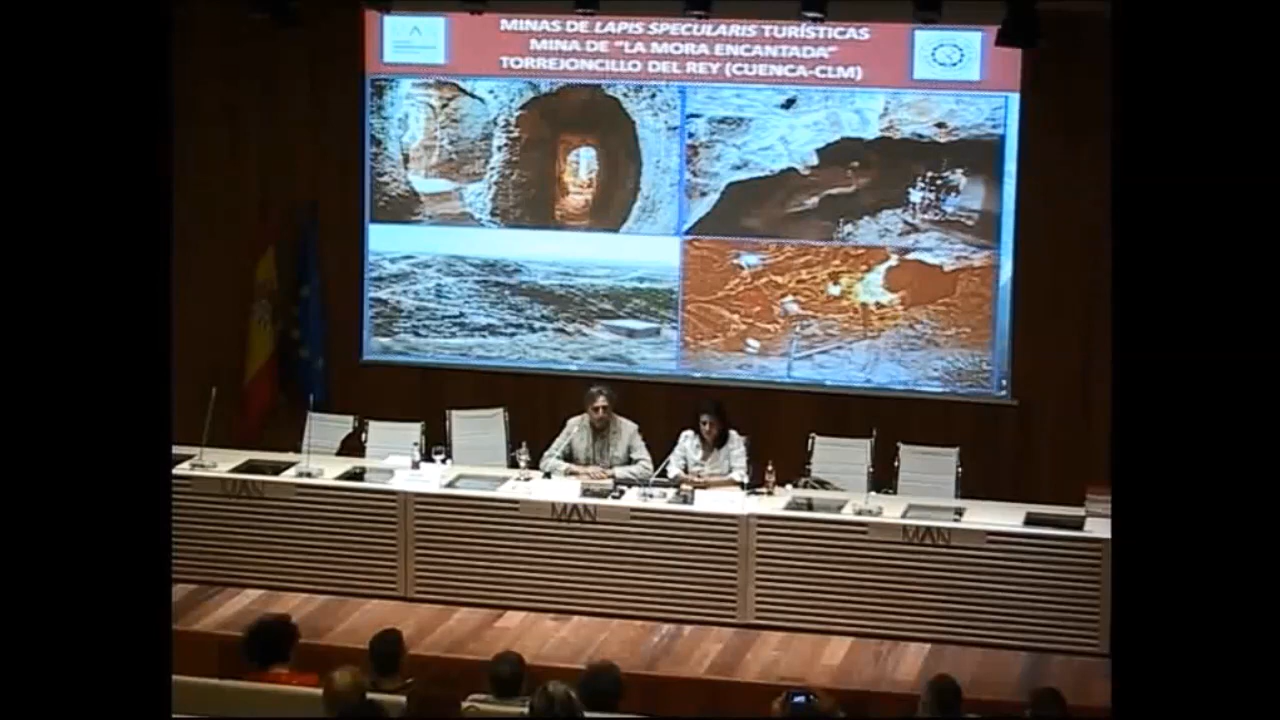 MINAS DE LAPIS SPECULARIS TURÍSTICAS
MINA DE "LA MORA ENCANTADA"
TORREJONCILLO DEL REY (CUENCA-CLM)
MAN
MAN
MAN